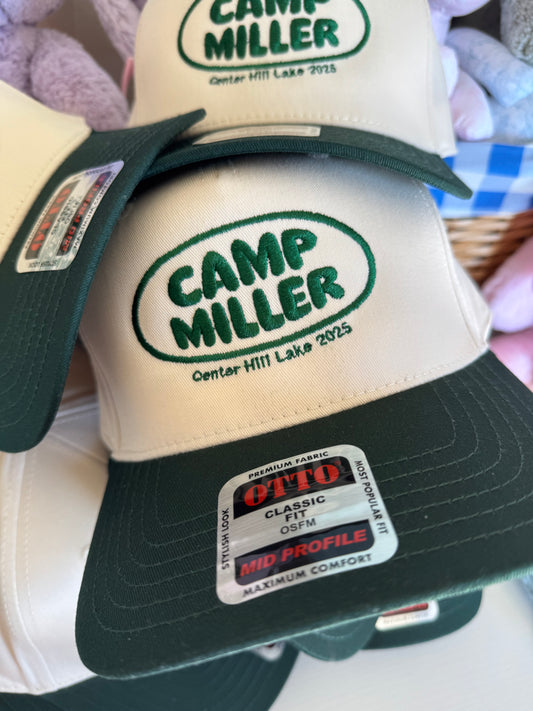 CAMP
MILLER
Center Hill Lake 2025
CAMP
MILLER
Center Hill Lake 2025
PREMIUM FABRIC
OTTO
CLASSIC
FIT
OSFM
MID PROFILE
MAXIMUM COMFORT
STYLISH LOOK
MOST POPULAR FIT
OTTO